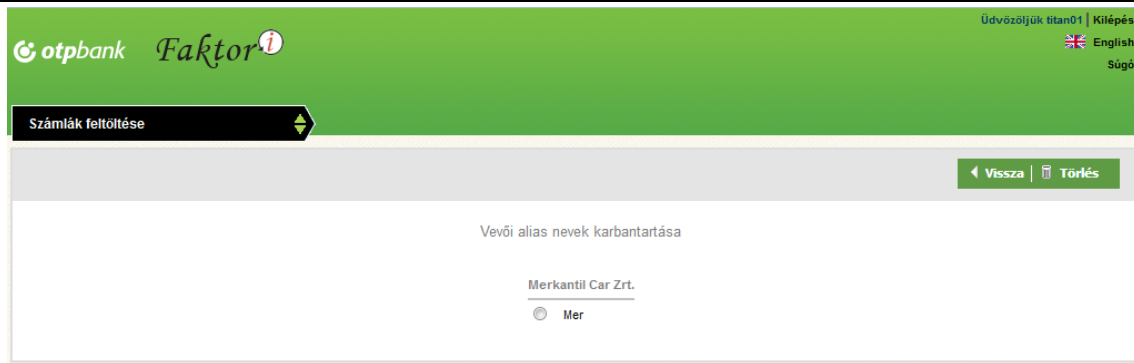 Üdvözöljük titan01 | Kilépés
otpbank Faktor i
English
Súgó
Számlák feltöltése
Vissza | Törlés
Vevői alias nevek karbantartása
Merkantil Car Zrt.
Mer